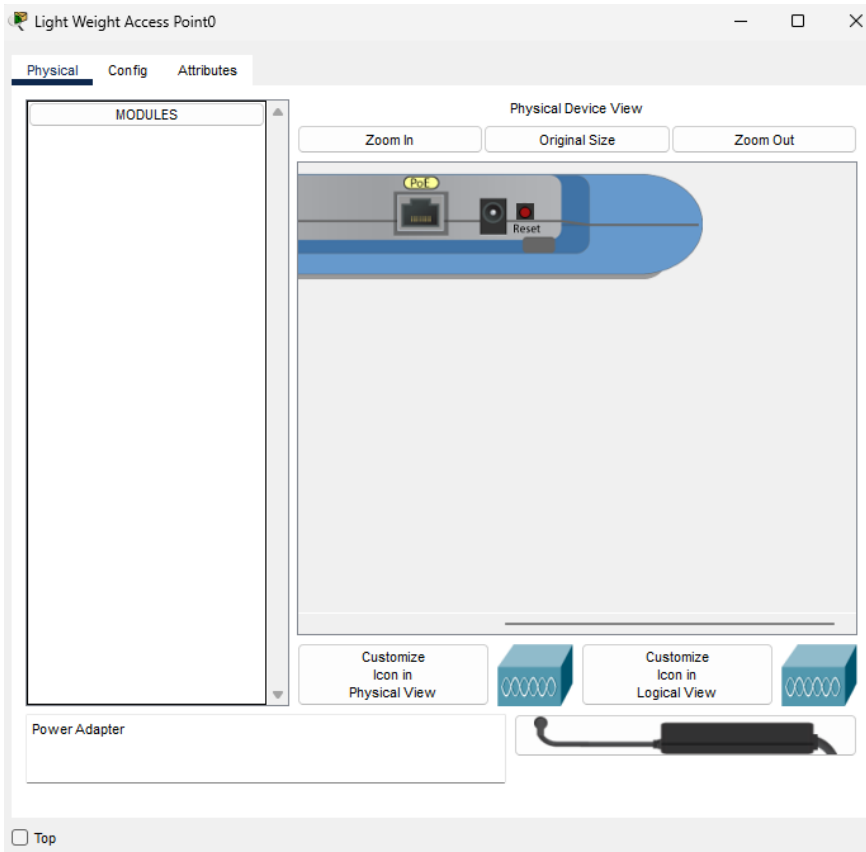 Light Weight Access Point0
Physical Config Attributes
MODULES
Physical Device View
Zoom In Original Size Zoom Out
PoE
Reset
Customize
Icon in
Physical View
Customize
Icon in
Logical View
Power Adapter
Top